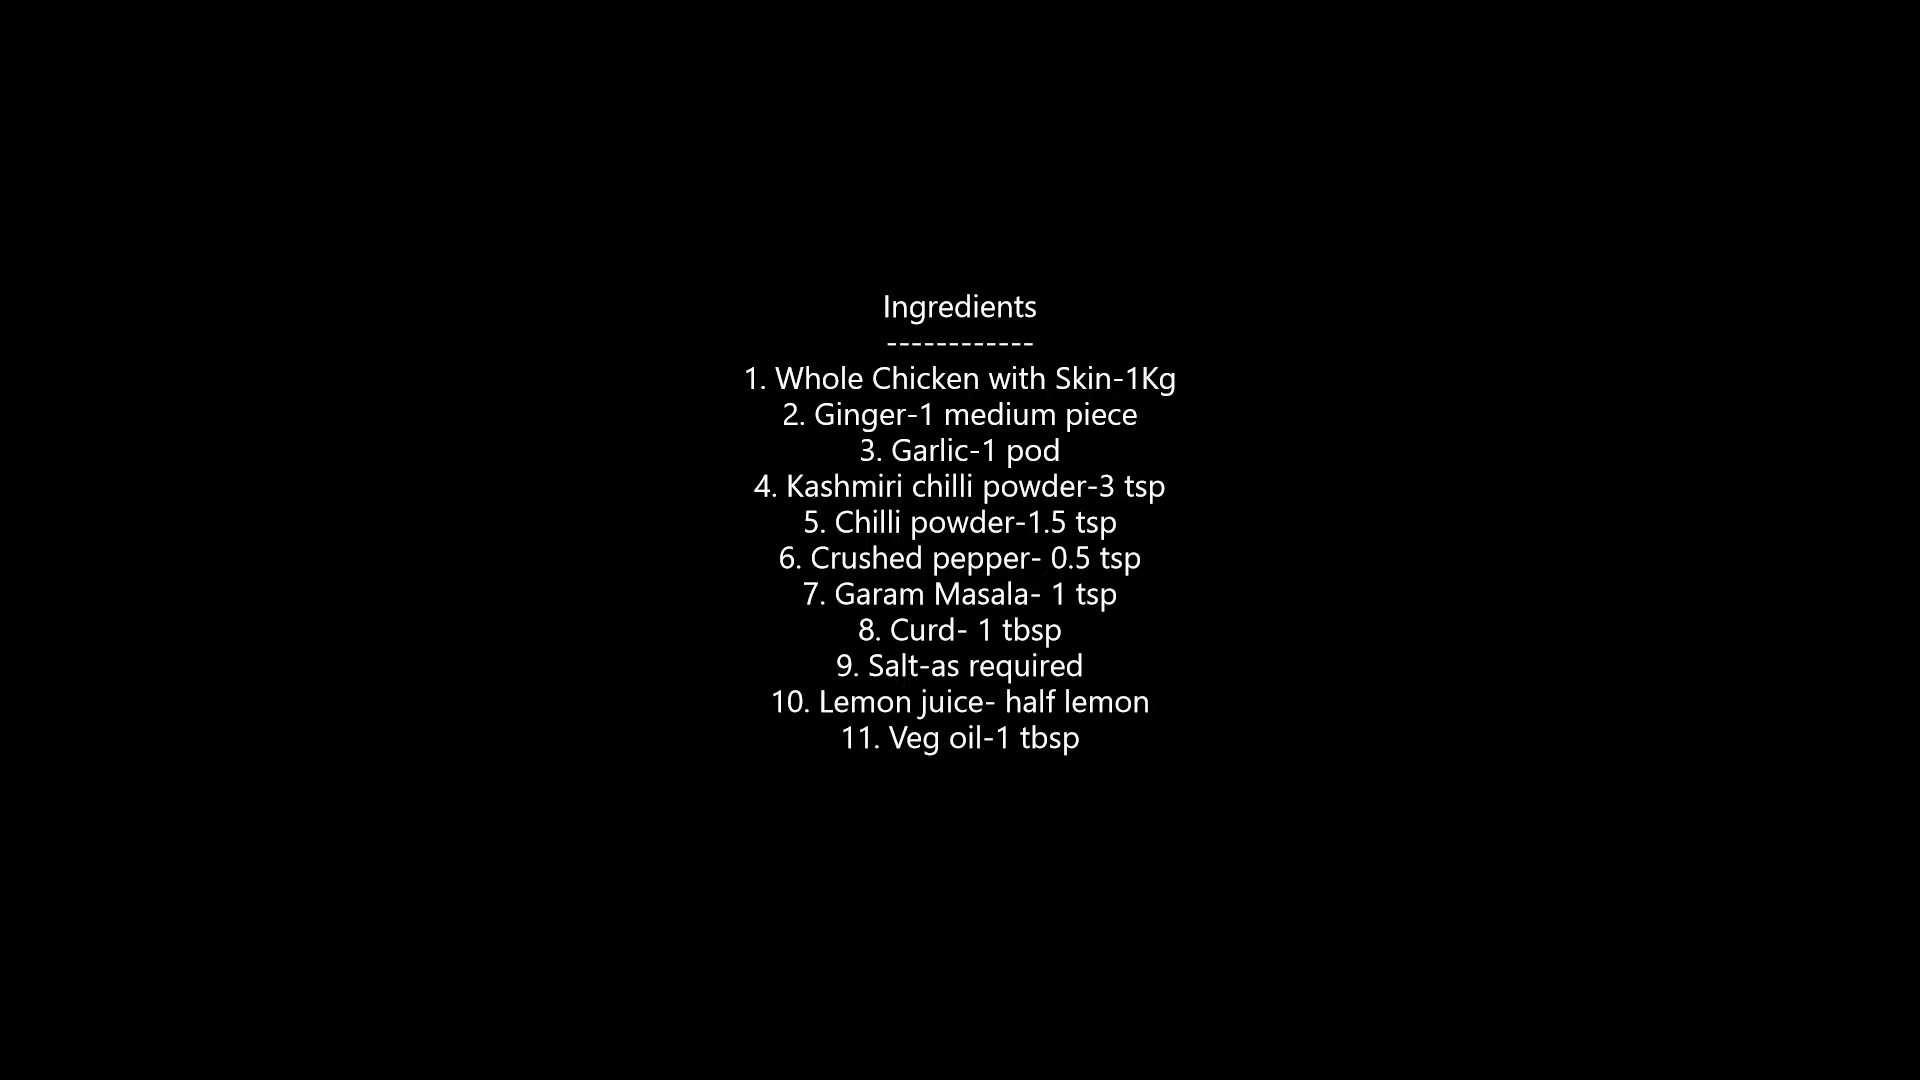 Ingredients
------------
1. Whole Chicken with Skin-1Kg
2. Ginger-1 medium piece
3. Garlic-1 pod
4. Kashmiri chilli powder-3 tsp
5. Chilli powder-1.5 tsp
6. Crushed pepper- 0.5 tsp
7. Garam Masala- 1 tsp
8. Curd- 1 tbsp
9. Salt-as required
10. Lemon juice- half lemon
11. Veg oil-1 tbsp